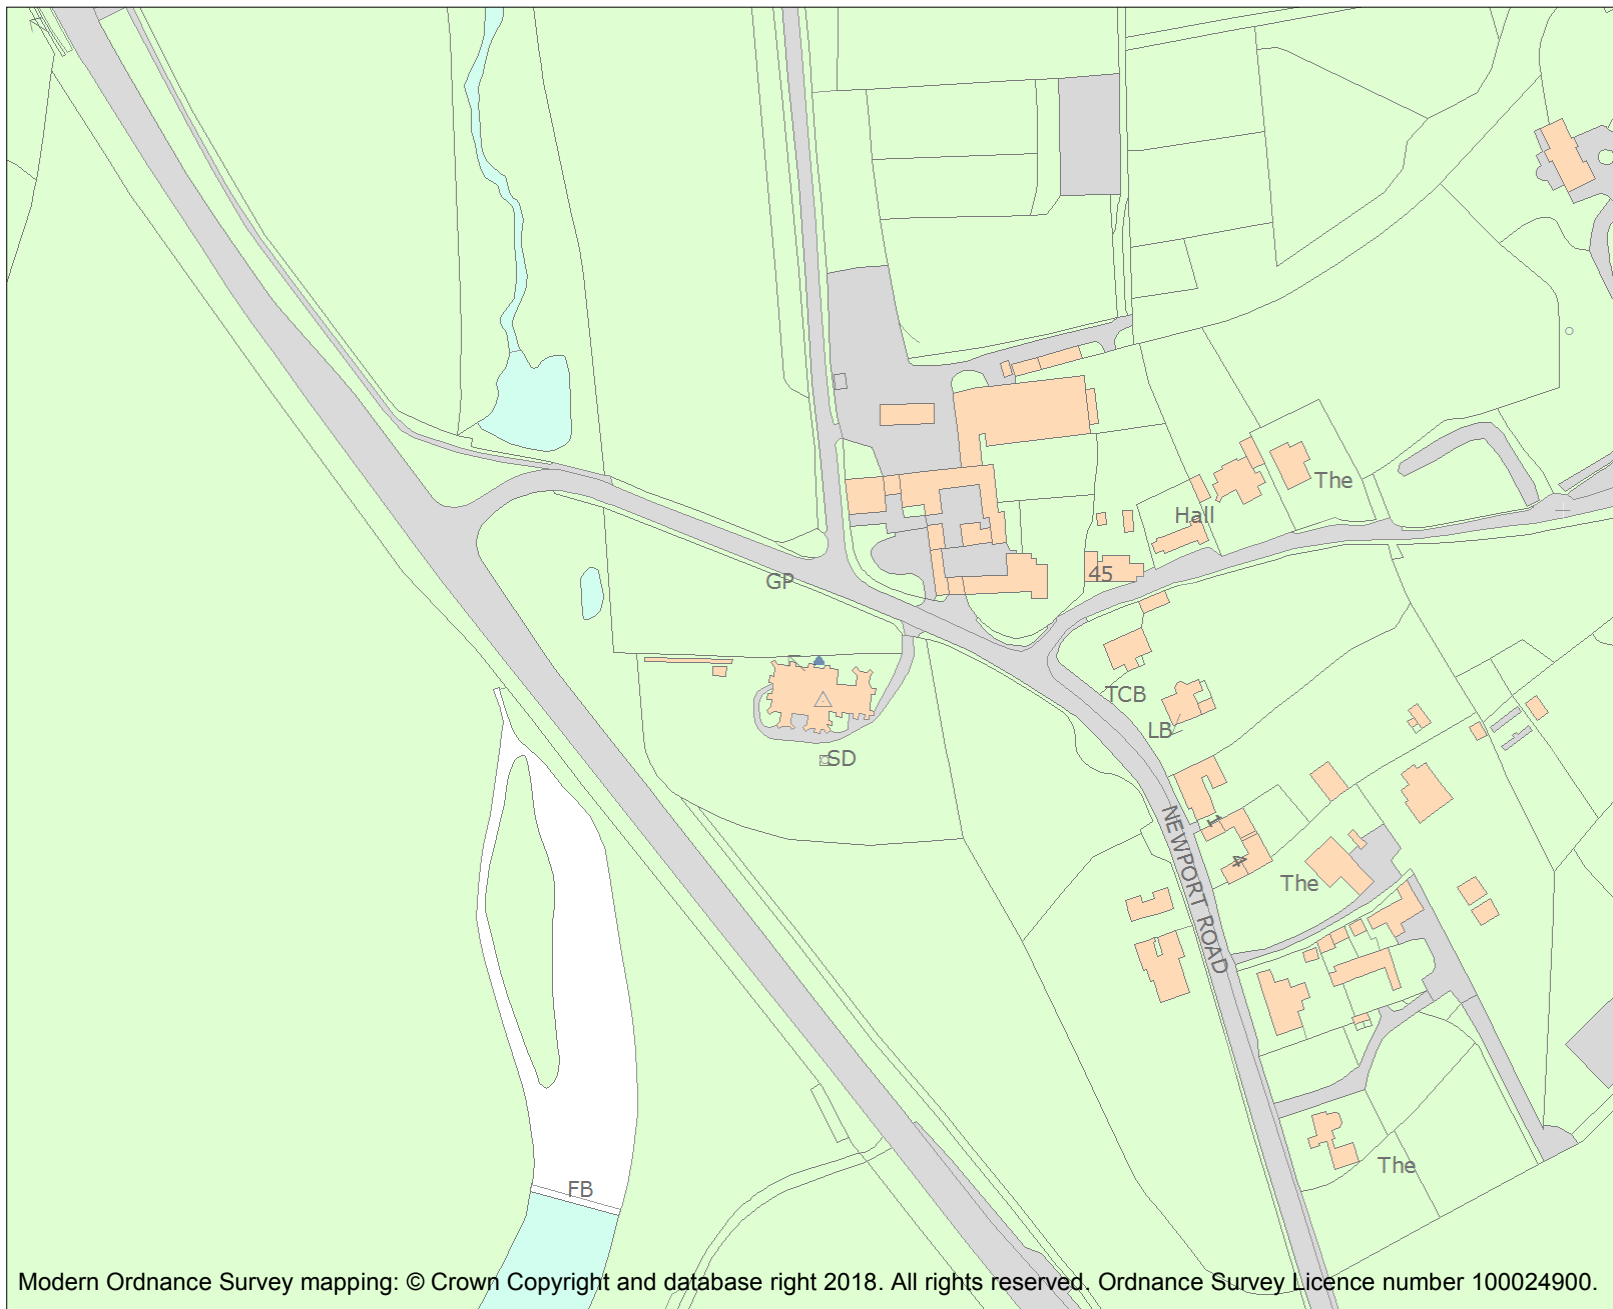 The
Hall
45
GP
TCB
LB
SD
1
4
NEWPORT ROAD
The
The
FB
Modern Ordnance Survey mapping: © Crown Copyright and database right 2018. All rights reserved. Ordnance Survey Licence number 100024900.